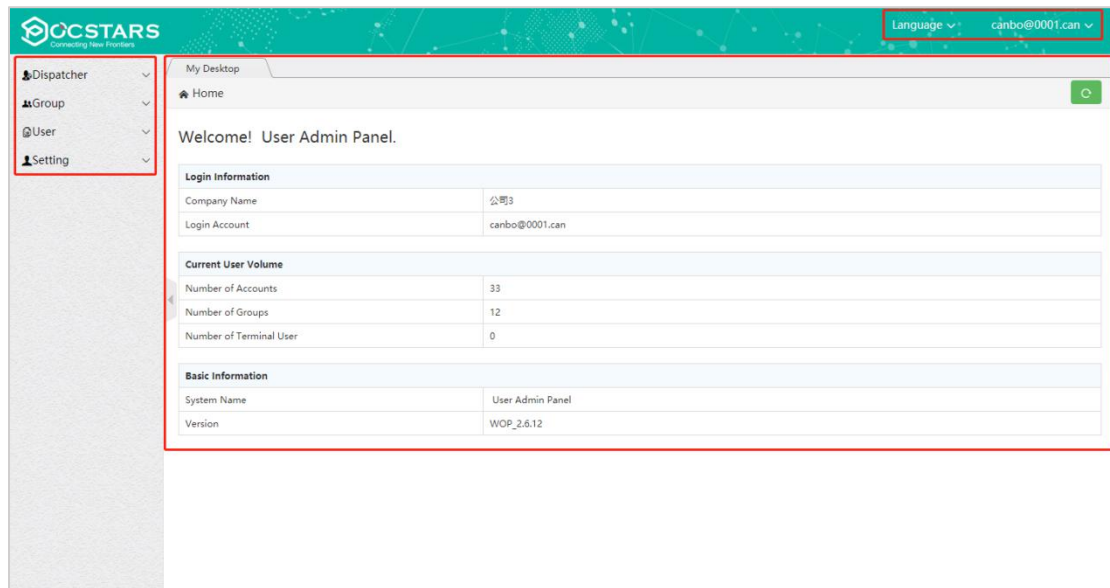 POCSTARS
Connecting New Frontiers
Language canbo@0001.can
Dispatcher
Group
User
Setting
My Desktop
Home
Welcome! User Admin Panel.
Login Information
Company Name 公司3
Login Account canbo@0001.can
Current User Volume
Number of Accounts 33
Number of Groups 12
Number of Terminal User 0
Basic Information
System Name User Admin Panel
Version WOP_2.6.12